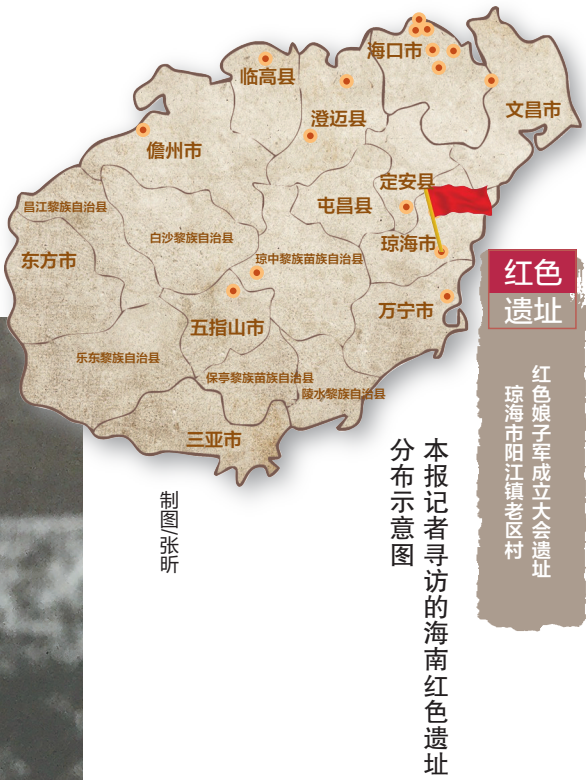 海口市
临高县
澄迈县
文昌市
儋州市
定安县
屯昌县
昌江黎族自治县
白沙黎族自治县
琼海市
东方市
琼中黎族苗族自治县
万宁市
五指山市
乐东黎族自治县
保亭黎族苗族自治县
陵水黎族自治县
三亚市
红色
遗址
红色娘子军成立大会遗址
琼海市阳江镇老区村
本报记者寻访的海南红色遗址
分布示意图
制图/张昕